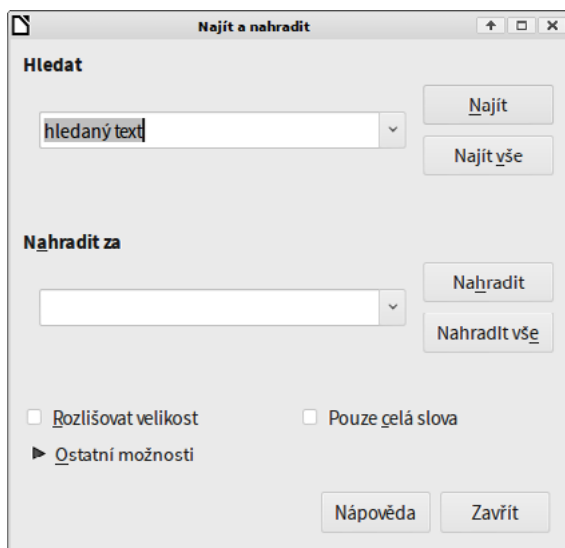 Najít a nahradit
Hledat
hledaný text
Najít
Najít vše
Nahradit za
Nahradit
Nahradit vše
Rozlišovat velikost
Pouze celá slova
Ostatní možnosti
Nápověda
Zavřít